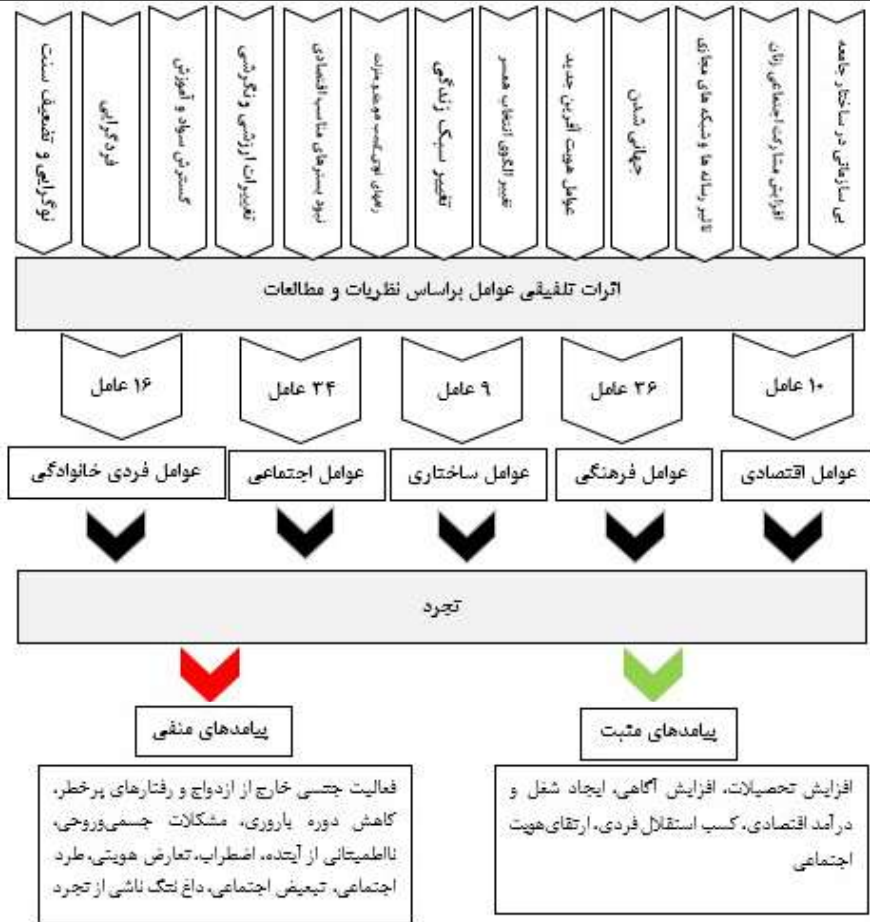 بی سازمانی در ساختار جامعه
افزایش مشارکت اجتماعی زنان
تاثیر رسانه ها و شبکه های مجازی
جهانی شدن
عوامل هویت آفرین جدید
تغییر الگوی انتخاب همسر
تغییر سبک زندگی
راههای نوین کسب هویت و منزلت
نبود بسترهای مناسب اقتصادی
تغییرات ارزشی و نگرشی
گسترش سواد و آموزش
فردگرایی
نوگرایی و تضعیف سنت
اثرات تلفیقی عوامل براساس نظریات و مطالعات
۱۰ عامل
۳۶ عامل
۹ عامل
۳۴ عامل
۱۶ عامل
عوامل اقتصادی
عوامل فرهنگی
عوامل ساختاری
عوامل اجتماعی
عوامل فردی خانوادگی
تجرد
پیامدهای مثبت
افزایش تحصیلات، افزایش آگاهی، ایجاد شغل و
درآمد اقتصادی، کسب استقلال فردی، ارتقای هویت
اجتماعی
پیامدهای منفی
فعالیت جنسی خارج از ازدواج و رفتارهای پرخطر،
کاهش دوره باروری، مشکلات جسمی‌وروحی،
نااطمینانی از آینده، اضطراب، تعارض هویتی، طرد
اجتماعی، تبعیض اجتماعی، داغ ننگ ناشی از تجرد